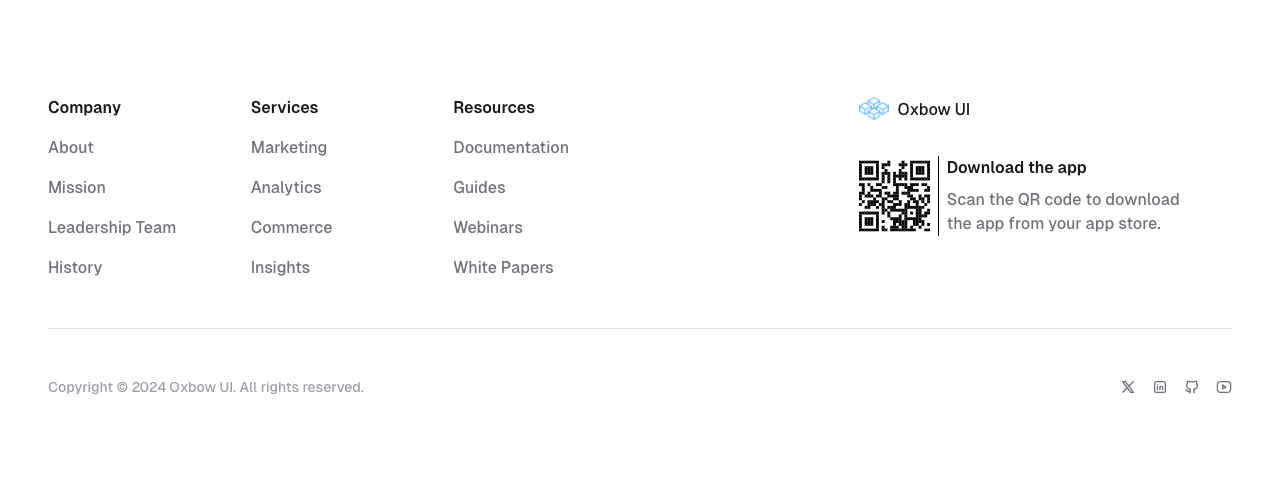 Company
About
Mission
Leadership Team
History
Services
Marketing
Analytics
Commerce
Insights
Resources
Documentation
Guides
Webinars
White Papers
Oxbow UI
Download the app
Scan the QR code to download
the app from your app store.
Copyright © 2024 Oxbow UI. All rights reserved.